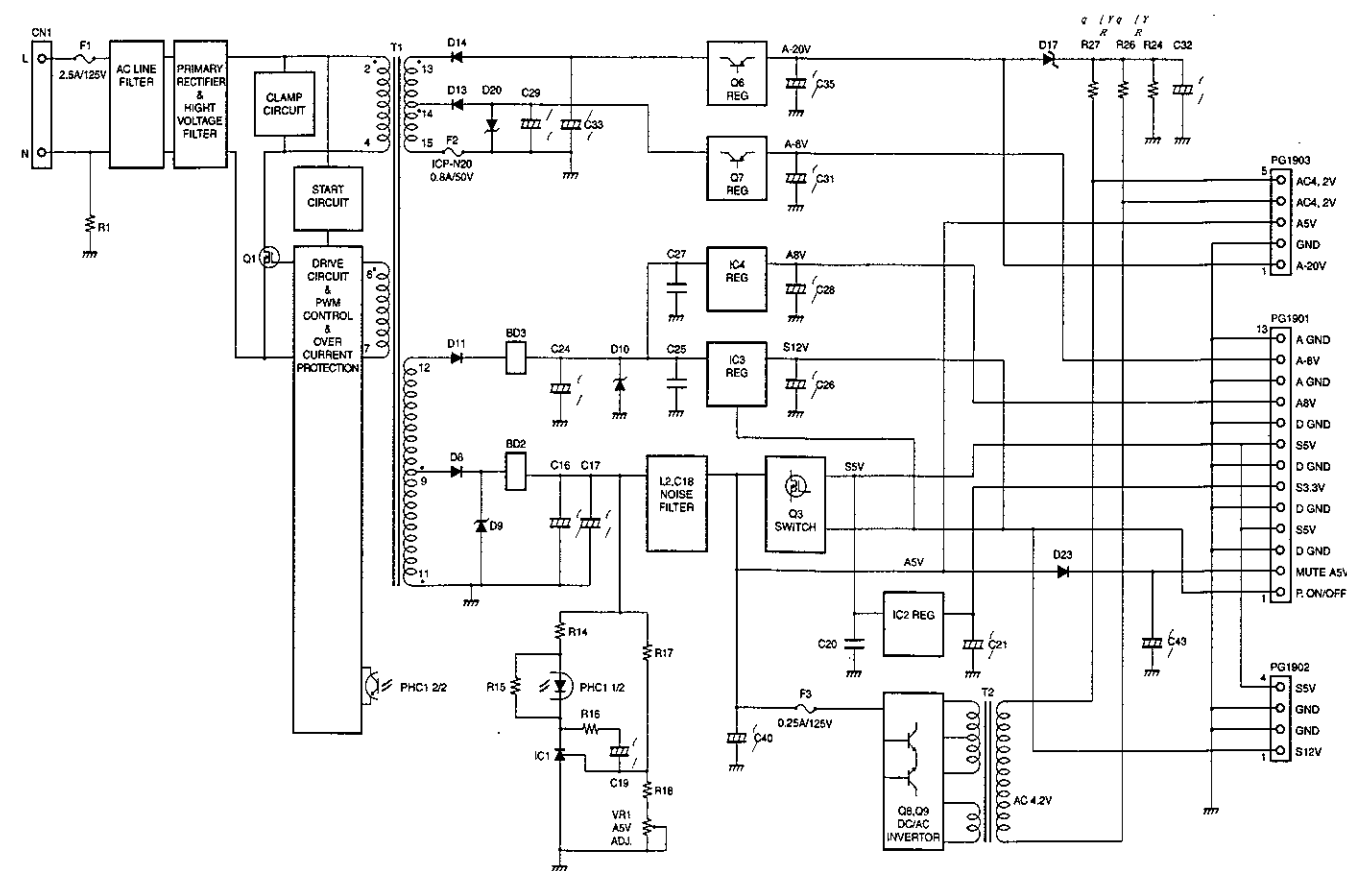 CN1
L
N
F1
2.5A/125V
AC LINE
FILTER
PRIMARY
RECTIFIER
&
HIGHT
VOLTAGE
FILTER
R1
CLAMP
CIRCUIT
START
CIRCUIT
Q1
DRIVE
CIRCUIT
&
PWM
CONTROL
&
OVER
CURRENT
PROTECTION
PHC1 2/2
T1
2
4
6
7
13
14
15
12
9
11
D14
D13
D20
C29
C33
F2
ICP-N20
0.8A/50V
Q6
REG
A-20V
C35
Q7
REG
A-8V
C31
D17
R27
R26
R24
C32
C27
IC4
REG
A8V
C28
D11
BD3
C24
D10
C25
IC3
REG
S12V
C26
D8
BD2
D9
C16
C17
L2,C18
NOISE
FILTER
Q3
SWITCH
S5V
A5V
D23
IC2 REG
C20
C21
C43
R14
R15
PHC1 1/2
R16
R17
IC1
C19
R18
VR1
A5V
ADJ.
C40
F3
0.25A/125V
Q8,Q9
DC/AC
INVERTOR
T2
AC 4.2V
PG1903
5
AC4, 2V
AC4, 2V
A5V
GND
A-20V
1
PG1901
13
A GND
A-8V
A GND
A8V
D GND
S5V
D GND
S3.3V
D GND
S5V
D GND
MUTE A5V
P. ON/OFF
1
PG1902
4
S5V
GND
GND
S12V
1